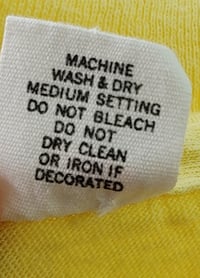 MACHINE
WASH & DRY
MEDIUM SETTING
DO NOT BLEACH
DO NOT
DRY CLEAN
OR IRON IF
DECORATED